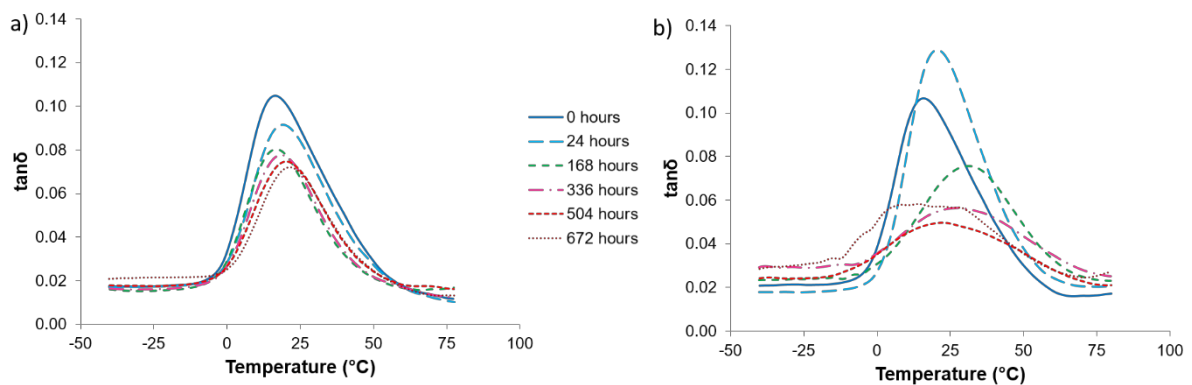 a)
0.14
0.12
0.10
0.08
0.06
0.04
0.02
0.00
tanδ
-50 -25 0 25 50 75 100
Temperature (°C)
0 hours
24 hours
168 hours
336 hours
504 hours
672 hours
b)
0.14
0.12
0.10
0.08
0.06
0.04
0.02
0.00
tanδ
-50 -25 0 25 50 75 100
Temperature (°C)